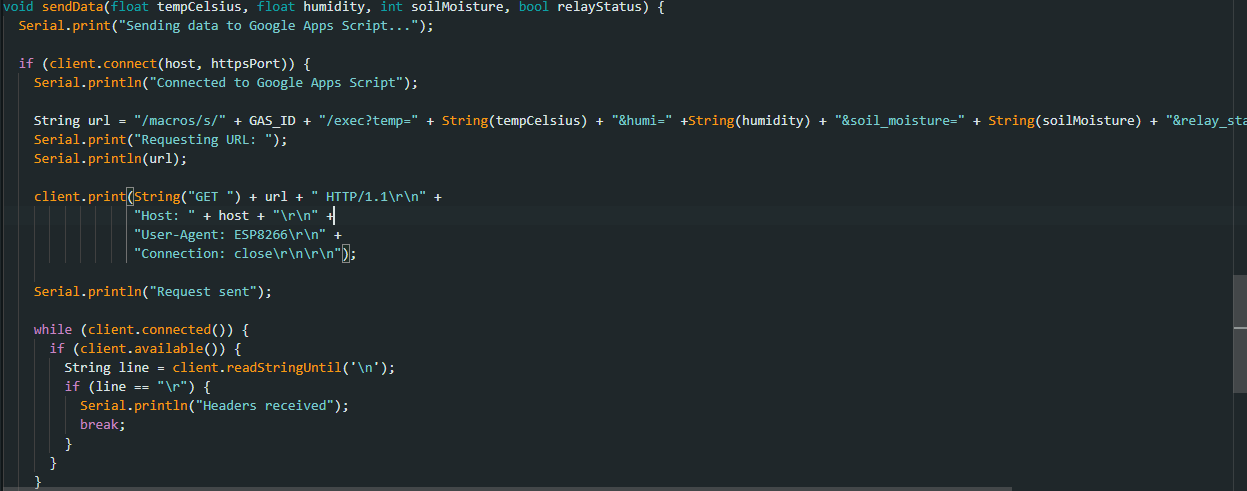 void sendData(float tempCelsius, float humidity, int soilMoisture, bool relayStatus) {
Serial.print("Sending data to Google Apps Script...");
if (client.connect(host, httpsPort)) {
Serial.println("Connected to Google Apps Script");
String url = "/macros/s/" + GAS_ID + "/exec?temp=" + String(tempCelsius) + "&humi=" +String(humidity) + "&soil_moisture=" + String(soilMoisture) + "&relay_sta
Serial.print("Requesting URL: ");
Serial.println(url);
client.print(String("GET ") + url + " HTTP/1.1\r\n" +
"Host: " + host + "\r\n" +
"User-Agent: ESP8266\r\n" +
"Connection: close\r\n\r\n");
Serial.println("Request sent");
while (client.connected()) {
if (client.available()) {
String line = client.readStringUntil('\n');
if (line == "\r") {
Serial.println("Headers received");
break;
}
}
}